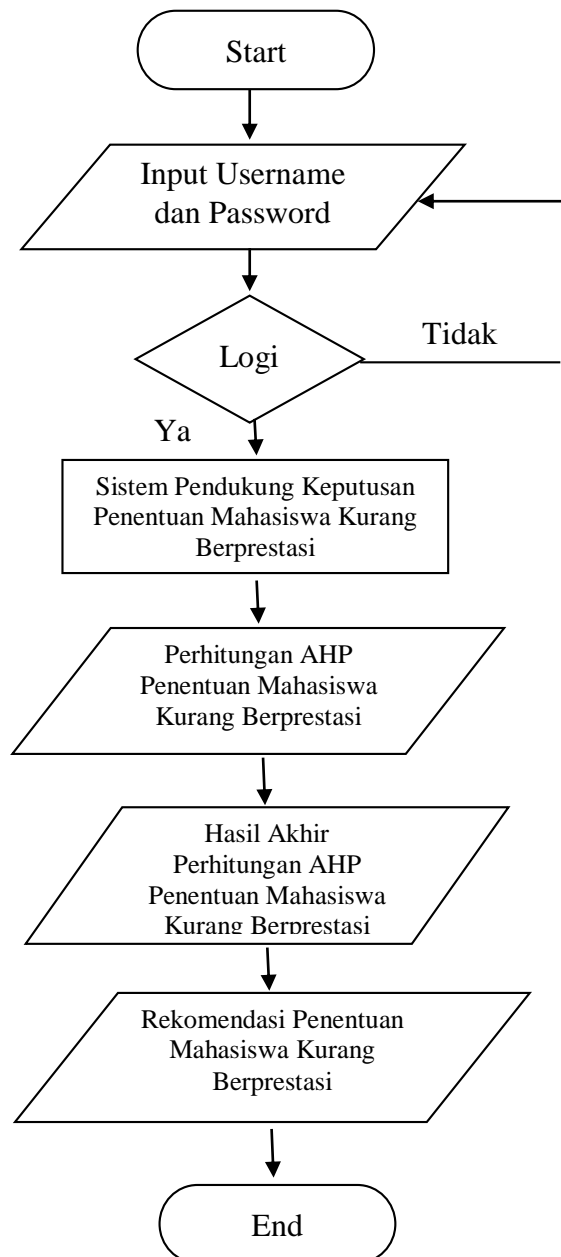 Start
Input Username
dan Password
Logi
Tidak
Ya
Sistem Pendukung Keputusan
Penentuan Mahasiswa Kurang
Berprestasi
Perhitungan AHP
Penentuan Mahasiswa
Kurang Berprestasi
Hasil Akhir
Perhitungan AHP
Penentuan Mahasiswa
Kurang Berprestasi
Rekomendasi Penentuan
Mahasiswa Kurang
Berprestasi
End